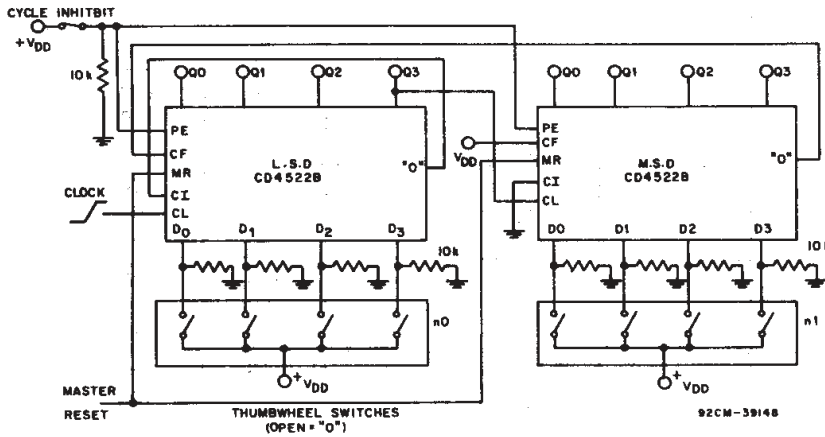 CYCLE INHITBIT
+ VDD
10 k
Q0 Q1 Q2 Q3
PE
CF
MR
CI
CL
L.S.D
CD4522B
"0"
D0 D1 D2 D3
CLOCK
10k
n0
+ VDD
MASTER
RESET
THUMBWHEEL SWITCHES
(OPEN = "0")
Q0 Q1 Q2 Q3
VDD
PE
CF
MR
CI
CL
M.S.D
CD4522B
"0"
D0 D1 D2 D3
10 k
n1
+ VDD
92CM-39148